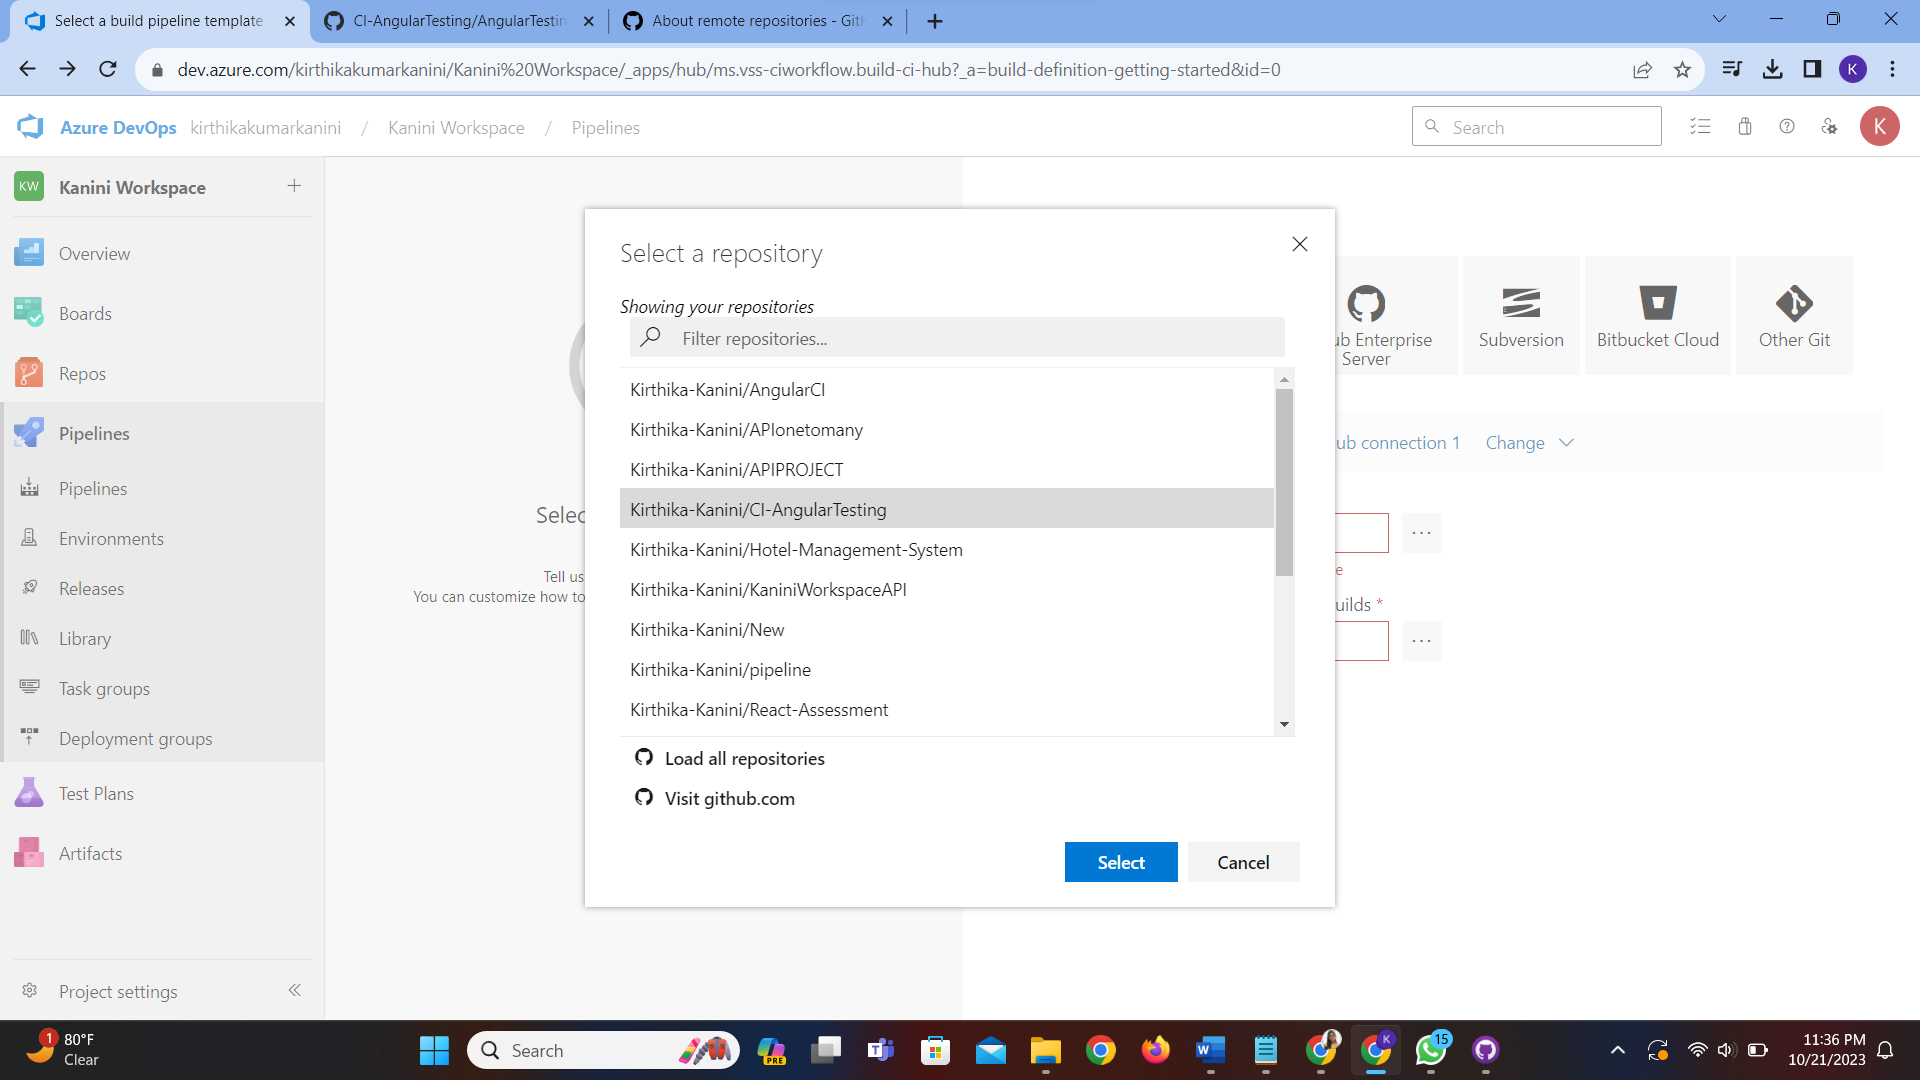 Select a build pipeline template
CI-AngularTesting/AngularTestin
About remote repositories - GitH
dev.azure.com/kirthikakumarkanini/Kanini%20Workspace/_apps/hub/ms.vss-ciworkflow.build-ci-hub?_a=build-definition-getting-started&id=0
K
Azure DevOps kirthikakumarkanini / Kanini Workspace / Pipelines
Search
K
KW Kanini Workspace
Overview
Boards
Repos
Pipelines
Pipelines
Environments
Releases
Library
Task groups
Deployment groups
Test Plans
Artifacts
Project settings
Selec
Tell us
You can customize how to
Select a repository
Showing your repositories
Filter repositories...
Kirthika-Kanini/AngularCI
Kirthika-Kanini/APIonetomany
Kirthika-Kanini/APIPROJECT
Kirthika-Kanini/CI-AngularTesting
Kirthika-Kanini/Hotel-Management-System
Kirthika-Kanini/KaniniWorkspaceAPI
Kirthika-Kanini/New
Kirthika-Kanini/pipeline
Kirthika-Kanini/React-Assessment
Load all repositories
Visit github.com
Select
Cancel
ub Enterprise
Server
Subversion
Bitbucket Cloud
Other Git
ub connection 1 Change
...
e
uilds *
...
1
80°F
Clear
Search
PRE
K
15
11:36 PM
10/21/2023